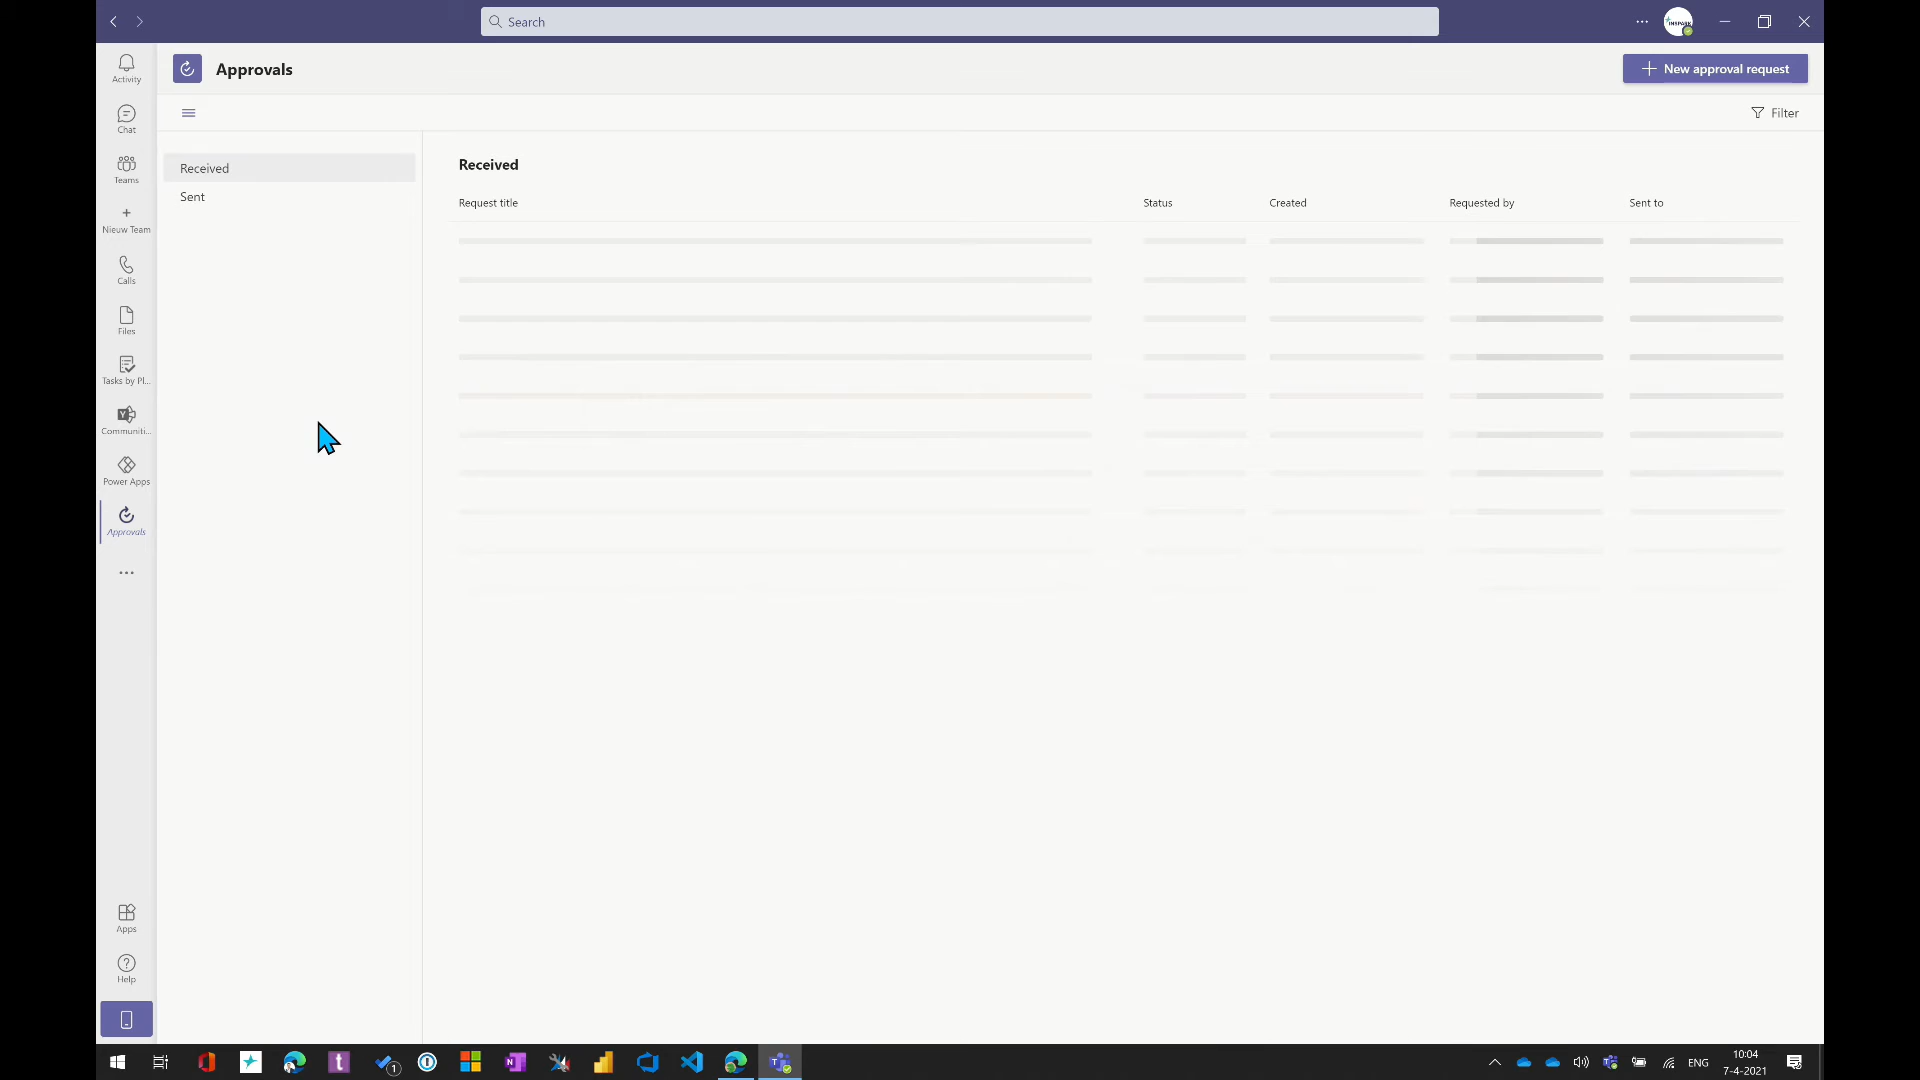 Search
Activity
Chat
Teams
Nieuw Team
Calls
Files
Tasks by Pl...
Communiti...
Power Apps
Approvals
Apps
Help
Approvals
New approval request
Filter
Received
Sent
Received
Request title Status Created Requested by Sent to
1
ENG
10:04
7-4-2021